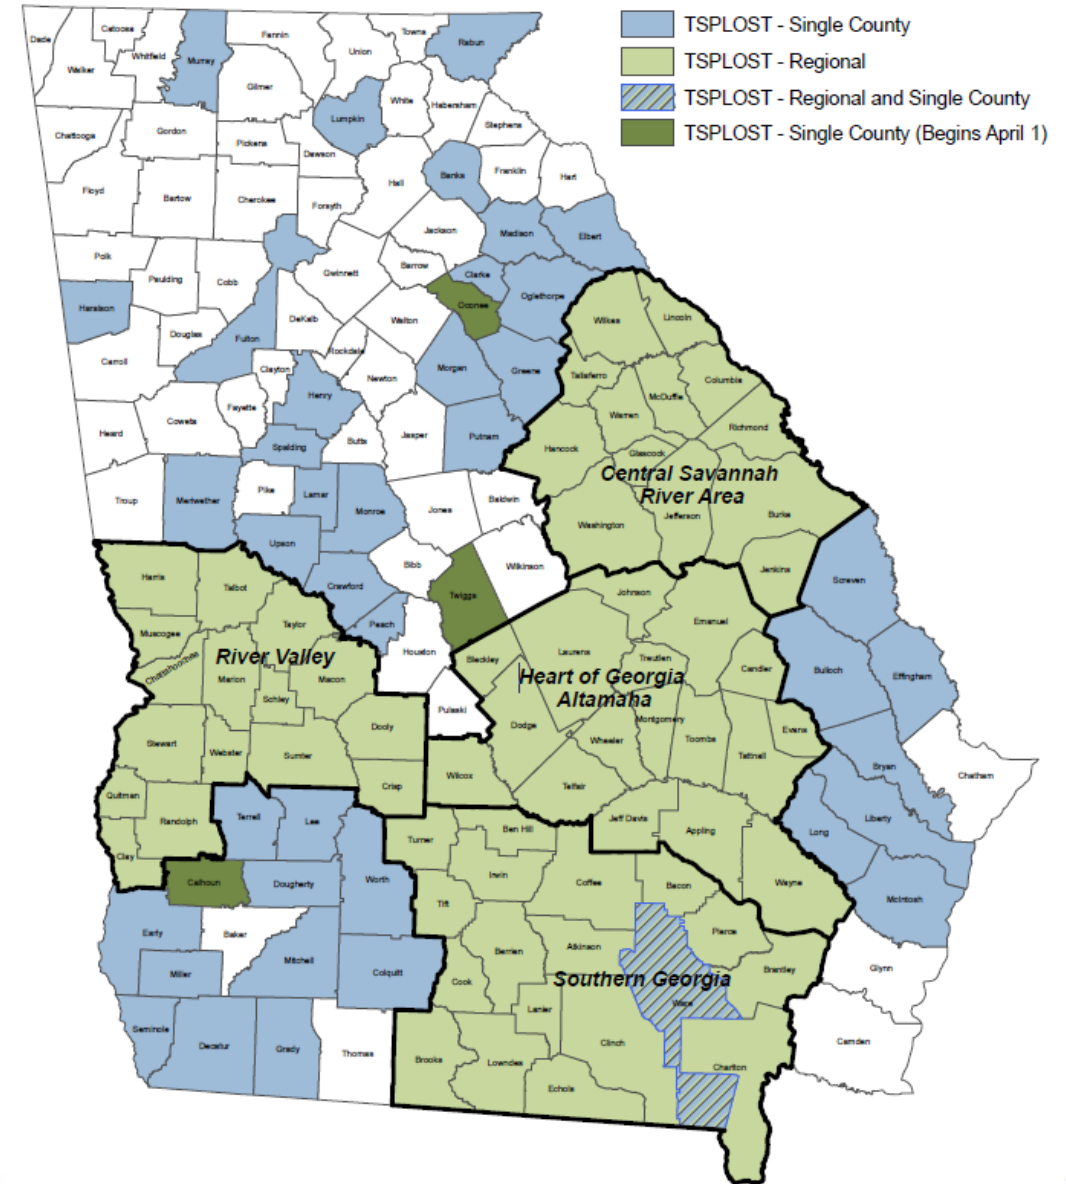 TSPLOST - Single County
TSPLOST - Regional
TSPLOST - Regional and Single County
TSPLOST - Single County (Begins April 1)
Dade
Catoosa
Whitfield
Murray
Fannin
Union
Towns
Rabun
Walker
Gilmer
Lumpkin
White
Habersham
Stephens
Chattooga
Gordon
Pickens
Dawson
Banks
Franklin
Hart
Floyd
Bartow
Cherokee
Forsyth
Hall
Jackson
Madison
Elbert
Polk
Paulding
Cobb
Gwinnett
Barrow
Clarke
Oconee
Oglethorpe
Haralson
Douglas
Fulton
DeKalb
Rockdale
Walton
Morgan
Greene
Wilkes
Lincoln
Carroll
Clayton
Henry
Newton
Taliaferro
McDuffie
Columbia
Heard
Coweta
Fayette
Spalding
Butts
Jasper
Putnam
Hancock
Warren
Glascock
Richmond
Central Savannah
River Area
Troup
Meriwether
Pike
Lamar
Monroe
Jones
Baldwin
Washington
Jefferson
Burke
Upson
Crawford
Bibb
Twiggs
Wilkinson
Jenkins
Screven
Harris
Talbot
Taylor
Peach
Houston
Johnson
Emanuel
Muscogee
Chattahoochee
River Valley
Marion
Macon
Schley
Bleckley
Laurens
Treutlen
Candler
Bulloch
Effingham
Heart of Georgia
Altamaha
Pulaski
Dooly
Dodge
Wheeler
Montgomery
Toombs
Tattnall
Evans
Stewart
Webster
Sumter
Crisp
Wilcox
Telfair
Bryan
Chatham
Quitman
Randolph
Terrell
Lee
Turner
Ben Hill
Jeff Davis
Appling
Long
Liberty
Clay
Calhoun
Dougherty
Worth
Irwin
Coffee
Bacon
Wayne
McIntosh
Early
Baker
Mitchell
Tift
Berrien
Atkinson
Pierce
Brantley
Glynn
Miller
Colquitt
Cook
Southern Georgia
Lanier
Ware
Seminole
Decatur
Grady
Thomas
Brooks
Lowndes
Clinch
Echols
Charlton
Camden